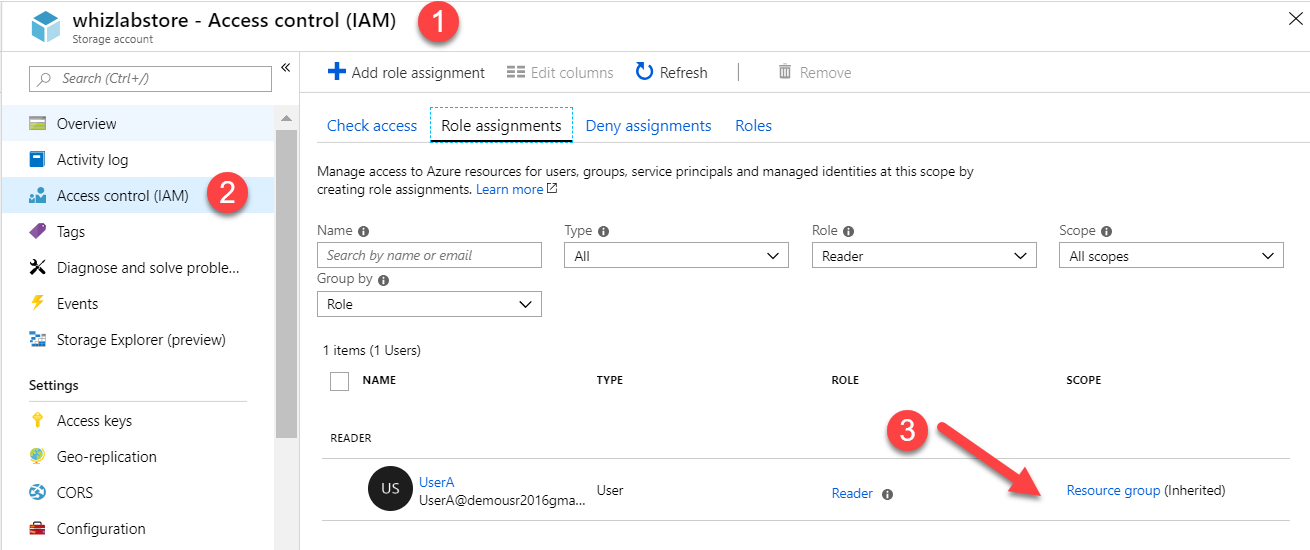 whizlabstore - Access control (IAM)
1
Storage account
Search (Ctrl+/)
«
Overview
Activity log
Access control (IAM)
2
Tags
Diagnose and solve proble...
Events
Storage Explorer (preview)
Settings
Access keys
Geo-replication
CORS
Configuration
Add role assignment Edit columns Refresh Remove
Check access Role assignments Deny assignments Roles
Manage access to Azure resources for users, groups, service principals and managed identities at this scope by
creating role assignments. Learn more
Name Type Role Scope
Search by name or email All Reader All scopes
Group by
Role
1 items (1 Users)
NAME TYPE ROLE SCOPE
3
READER
US
UserA
UserA@demousr2016gma...
User
Reader
Resource group (Inherited)